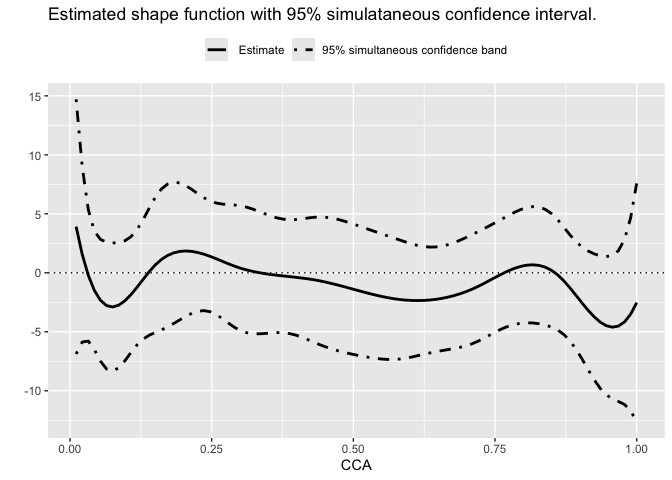 Estimated shape function with 95% simulataneous confidence interval.
Estimate 95% simultaneous confidence band
15
10
5
0
-5
-10
0.00 0.25 0.50 0.75 1.00
CCA